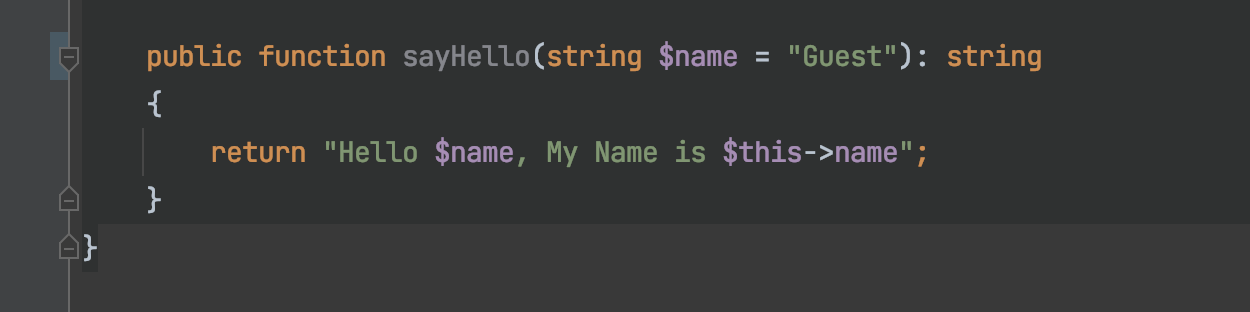 public function sayHello(string $name = "Guest"): string
{
return "Hello $name, My Name is $this->name";
}
}